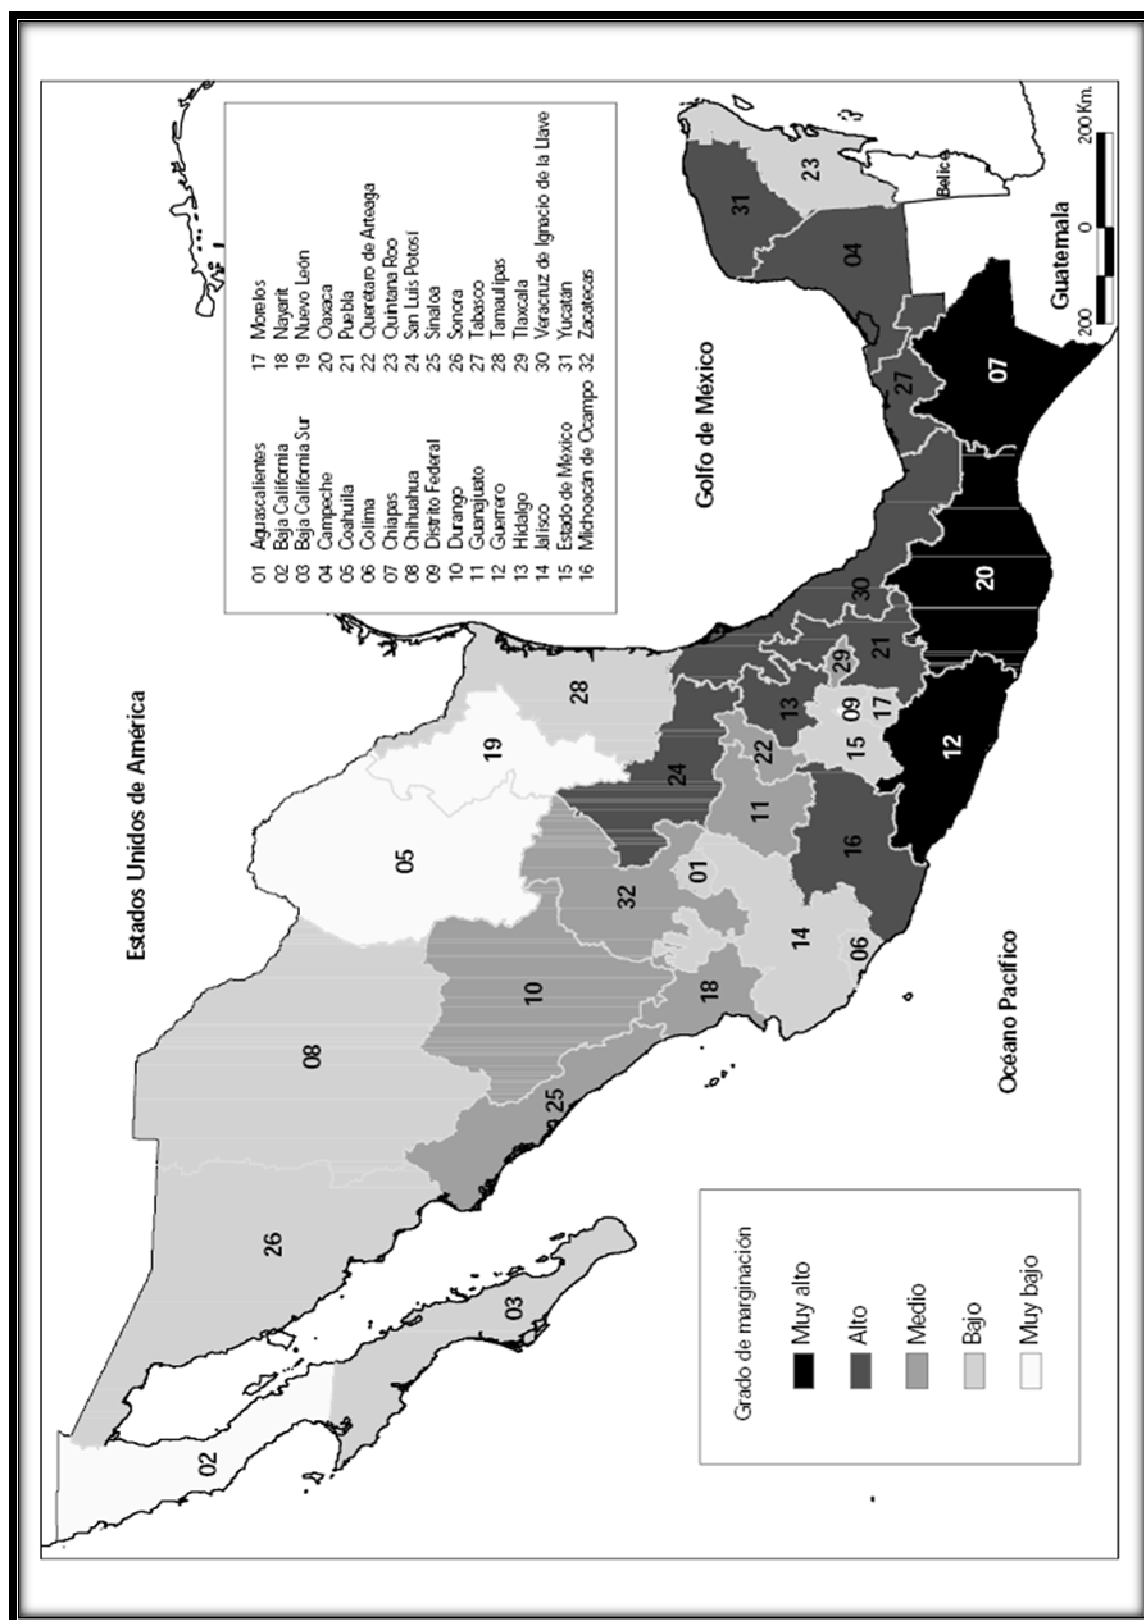 Estados Unidos de América
01 Aguascalientes
02 Baja California
03 Baja California Sur
04 Campeche
05 Coahuila
06 Colima
07 Chiapas
08 Chihuahua
09 Distrito Federal
10 Durango
11 Guanajuato
12 Guerrero
13 Hidalgo
14 Jalisco
15 Estado de México
16 Michoacán de Ocampo
17 Morelos
18 Nayarit
19 Nuevo León
20 Oaxaca
21 Puebla
22 Querétaro de Arteaga
23 Quintana Roo
24 San Luis Potosí
25 Sinaloa
26 Sonora
27 Tabasco
28 Tamaulipas
29 Tlaxcala
30 Veracruz de Ignacio de la Llave
31 Yucatán
32 Zacatecas
02
26
08
05
19
28
03
25
10
32
24
18
01
11
22
13
14
06
16
15
09
17
29
21
30
12
20
27
07
04
31
23
Golfo de México
Belice
Guatemala
Océano Pacífico
200
0
200 Km.
Grado de marginación
Muy alto
Alto
Medio
Bajo
Muy bajo